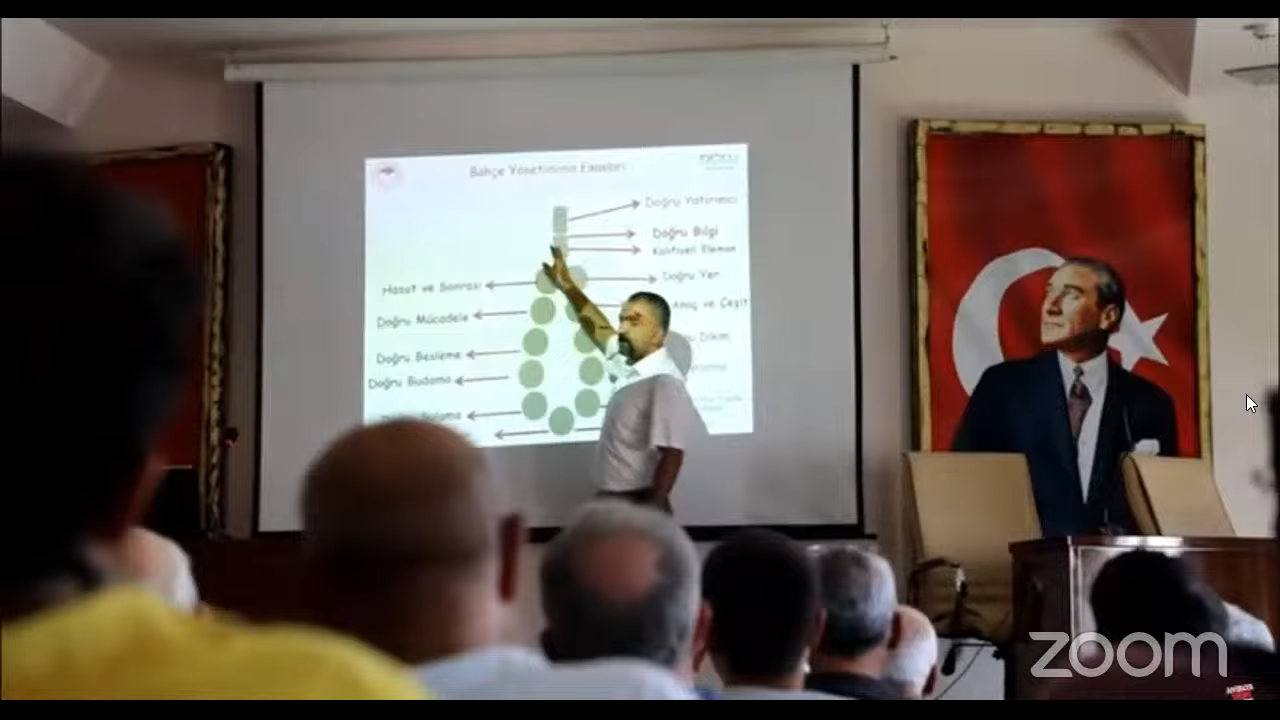 Bahçe Yönetiminin Esasları
Doğru Yatırımcı
Doğru Bilgi
Kalifiyeli Eleman
Doğru Yer
Hasat ve Sonrası
Anaç ve Çeşit
Doğru Mücadele
Dikim
Doğru Besleme
Doğru Budama
zoom